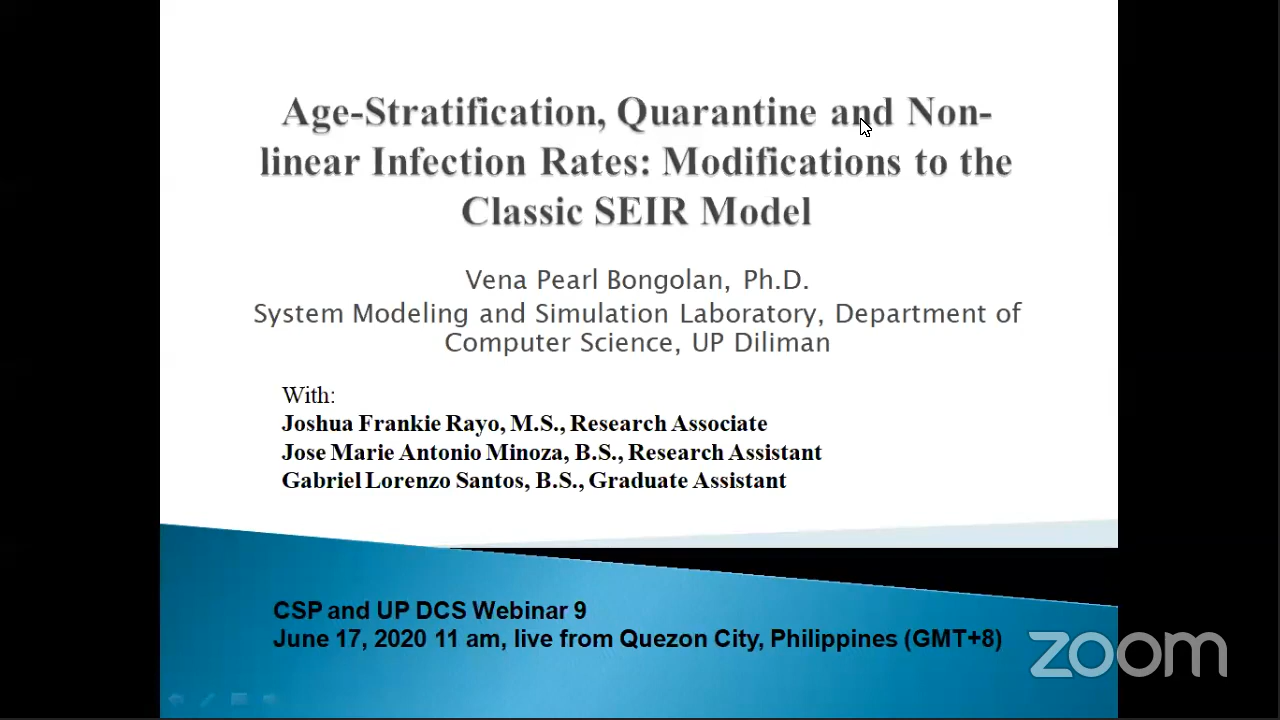 Age-Stratification, Quarantine and Non-
linear Infection Rates: Modifications to the
Classic SEIR Model
Vena Pearl Bongolan, Ph.D.
System Modeling and Simulation Laboratory, Department of
Computer Science, UP Diliman
With:
Joshua Frankie Rayo, M.S., Research Associate
Jose Marie Antonio Minoza, B.S., Research Assistant
Gabriel Lorenzo Santos, B.S., Graduate Assistant
CSP and UP DCS Webinar 9
June 17, 2020 11 am, live from Quezon City, Philippines (GMT+8)
zoom